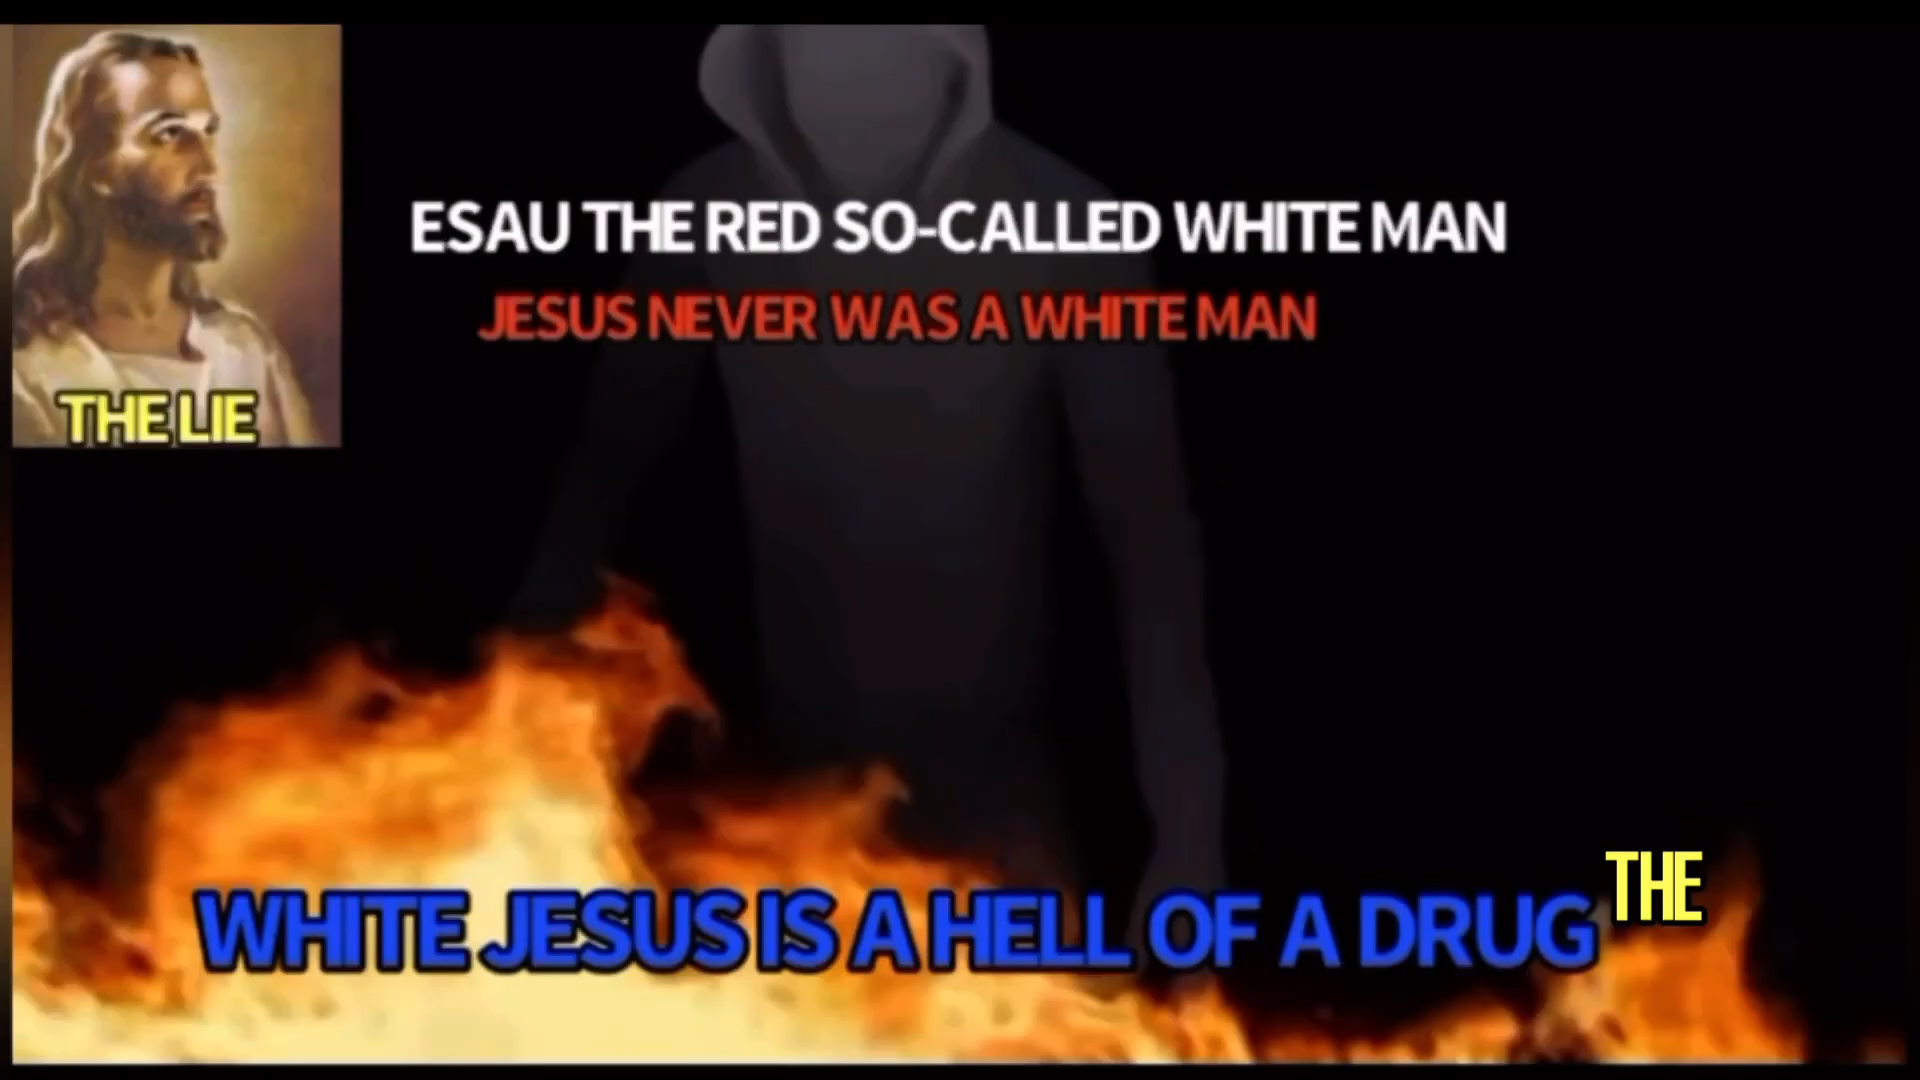 ESAU THE RED SO-CALLED WHITE MAN
JESUS NEVER WAS A WHITE MAN
THE LIE
THE
WHITE JESUS IS A HELL OF A DRUG